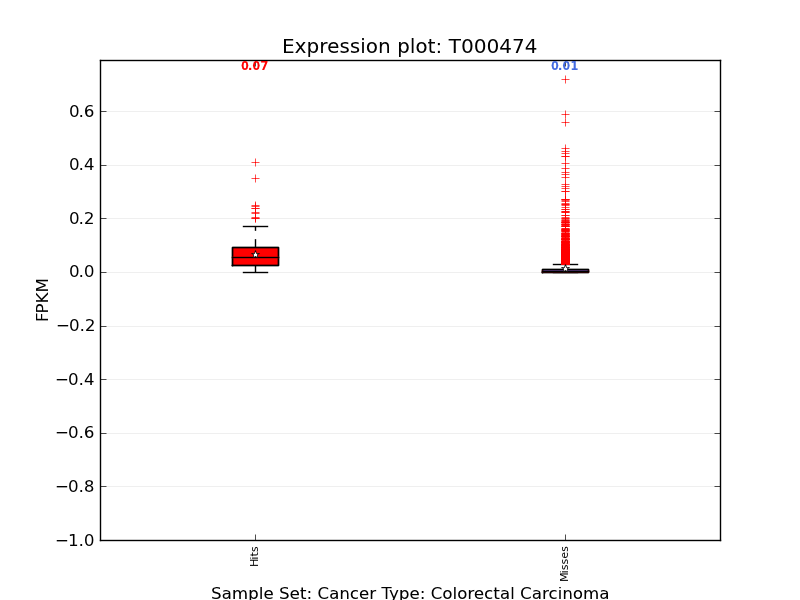 Expression plot: T000474
0.07
0.01
0.6
0.4
0.2
0.0
−0.2
−0.4
−0.6
−0.8
−1.0
FPKM
Hits
Misses
Sample Set: Cancer Type: Colorectal Carcinoma